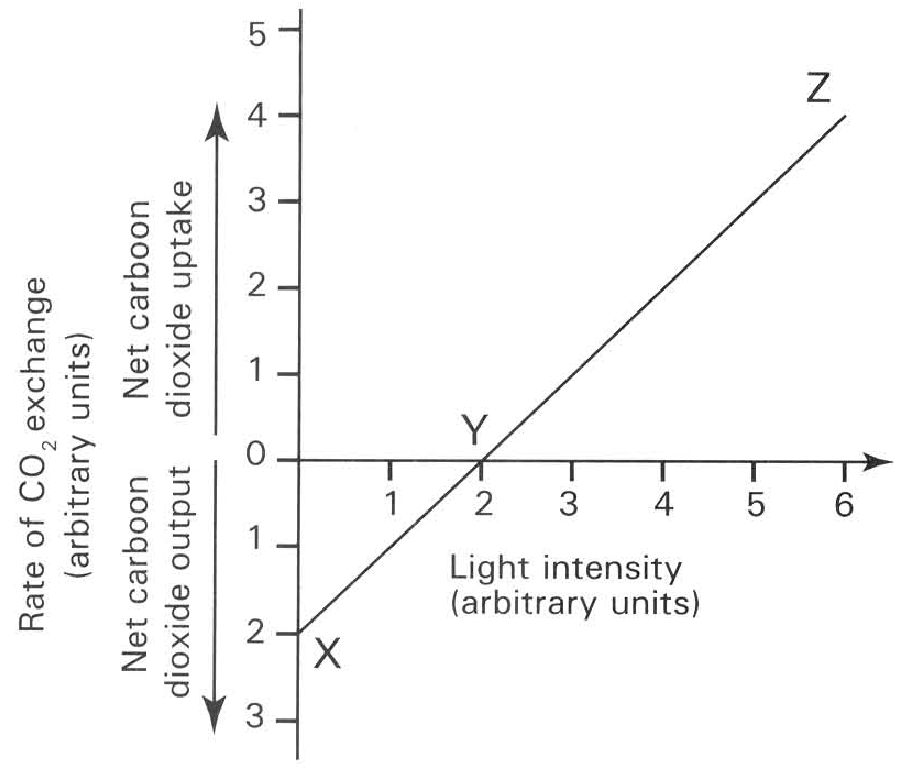 Rate of CO2 exchange
(arbitrary units)
Net carboon
dioxide uptake
Net carboon
dioxide output
5
4
3
2
1
0
1
2
3
X
Y
Z
1 2 3 4 5 6
Light intensity
(arbitrary units)